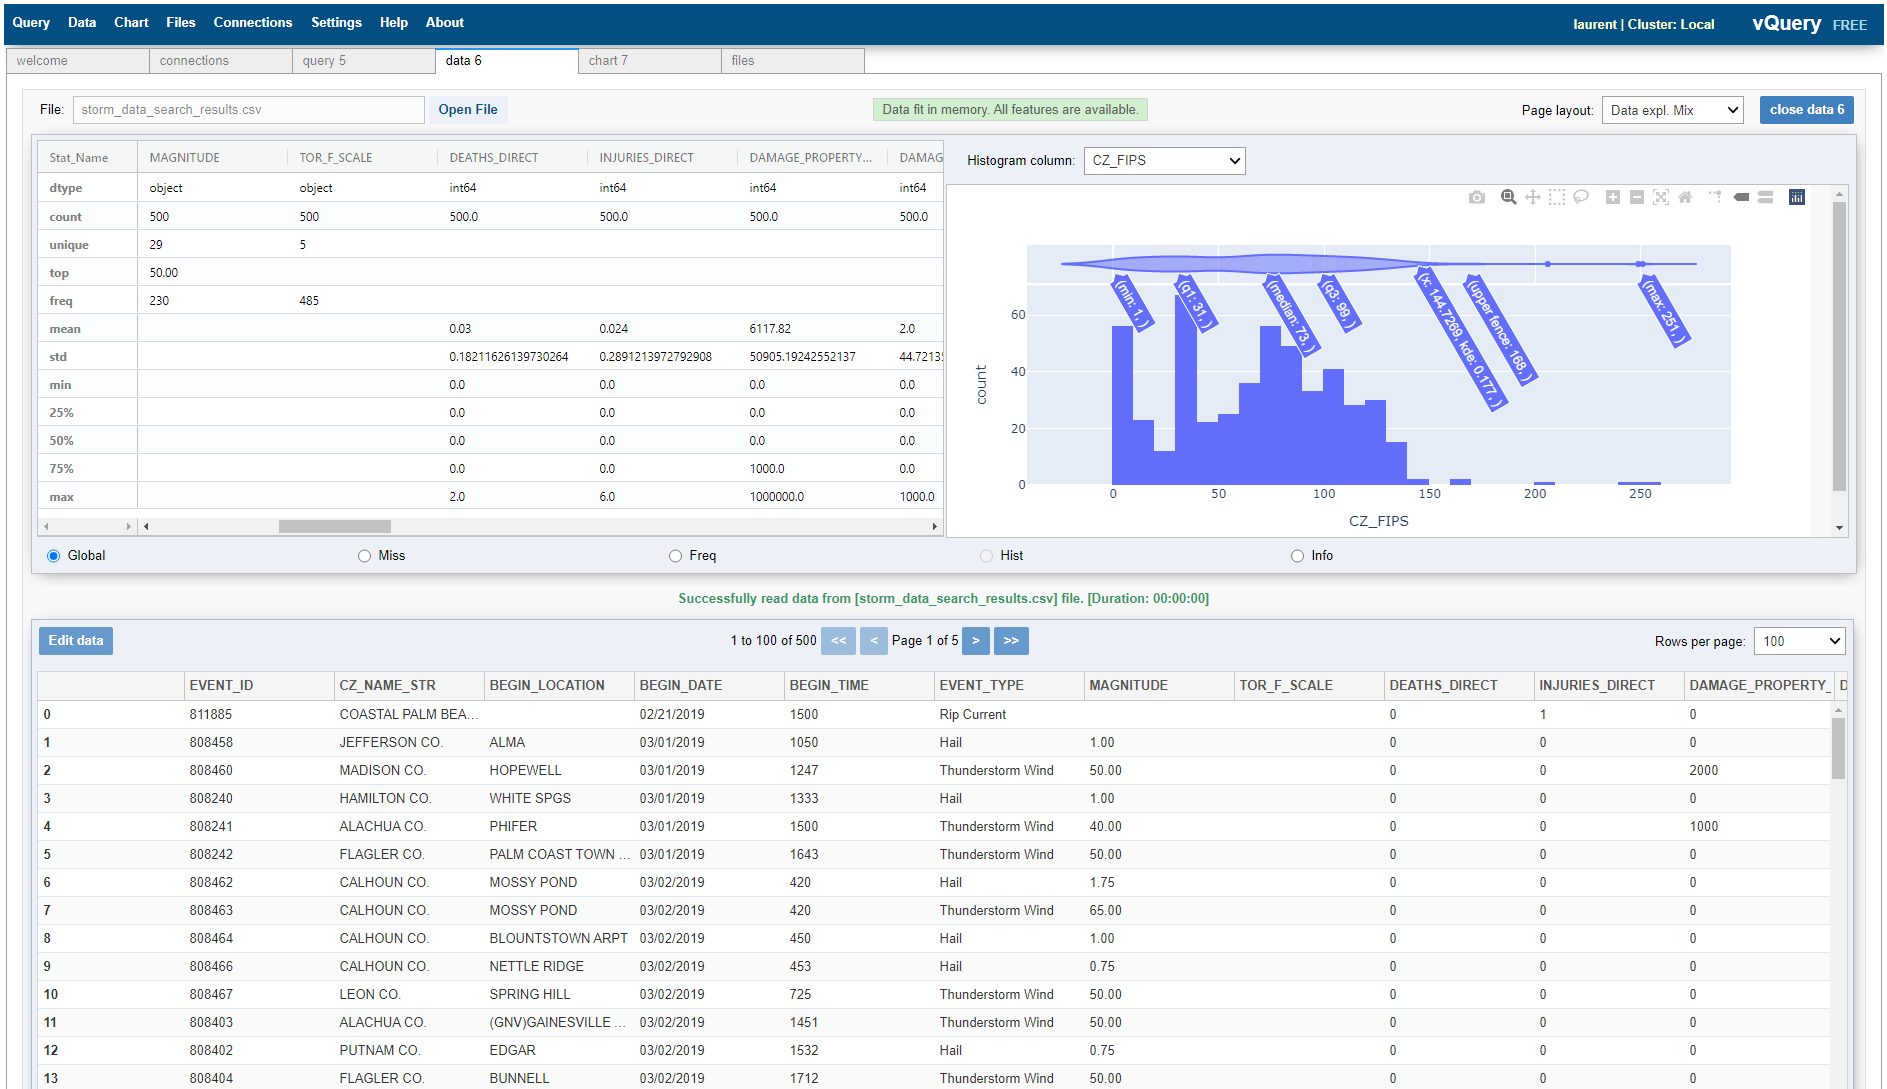 Query Data Chart Files Connections Settings Help About laurent | Cluster: Local vQuery FREE
welcome connections query 5 data 6 chart 7 files
File: storm_data_search_results.csv Open File Data fit in memory. All features are available. Page layout: Data expl. Mix close data 6
Stat_Name MAGNITUDE TOR_F_SCALE DEATHS_DIRECT INJURIES_DIRECT DAMAGE_PROPERTY... DAMAG
dtype object object int64 int64 int64 int64
count 500 500 500.0 500.0 500.0 500.0
unique 29 5
top 50.00
freq 230 485
mean 0.03 0.024 6117.82 2.0
std 0.18211626139730264 0.2891213972792908 50905.19242552137 44.7213
min 0.0 0.0 0.0 0.0
25% 0.0 0.0 0.0 0.0
50% 0.0 0.0 0.0 0.0
75% 0.0 0.0 1000.0 0.0
max 2.0 6.0 1000000.0 1000.0
Histogram column: CZ_FIPS
(min: 1, )
(q1: 31, )
(median: 73, )
(q3: 99, )
(x: 144.7269, kde: 0.177, )
(upper fence: 168, )
(max: 251, )
60
40
20
0
count
0 50 100 150 200 250
CZ_FIPS
Global Miss Freq Hist Info
Successfully read data from [storm_data_search_results.csv] file. [Duration: 00:00:00]
Edit data 1 to 100 of 500 << < Page 1 of 5 > >> Rows per page: 100
EVENT_ID CZ_NAME_STR BEGIN_LOCATION BEGIN_DATE BEGIN_TIME EVENT_TYPE MAGNITUDE TOR_F_SCALE DEATHS_DIRECT INJURIES_DIRECT DAMAGE_PROPERTY_ D
0 811885 COASTAL PALM BEA... 02/21/2019 1500 Rip Current 0 1 0
1 808458 JEFFERSON CO. ALMA 03/01/2019 1050 Hail 1.00 0 0 0
2 808460 MADISON CO. HOPEWELL 03/01/2019 1247 Thunderstorm Wind 50.00 0 0 2000
3 808240 HAMILTON CO. WHITE SPGS 03/01/2019 1333 Hail 1.00 0 0 0
4 808241 ALACHUA CO. PHIFER 03/01/2019 1500 Thunderstorm Wind 40.00 0 0 1000
5 808242 FLAGLER CO. PALM COAST TOWN ... 03/01/2019 1643 Thunderstorm Wind 50.00 0 0 0
6 808462 CALHOUN CO. MOSSY POND 03/02/2019 420 Hail 1.75 0 0 0
7 808463 CALHOUN CO. MOSSY POND 03/02/2019 420 Thunderstorm Wind 65.00 0 0 0
8 808464 CALHOUN CO. BLOUNTSTOWN ARPT 03/02/2019 450 Hail 1.00 0 0 0
9 808466 CALHOUN CO. NETTLE RIDGE 03/02/2019 453 Hail 0.75 0 0 0
10 808467 LEON CO. SPRING HILL 03/02/2019 725 Thunderstorm Wind 50.00 0 0 0
11 808403 ALACHUA CO. (GNV)GAINESVILLE ... 03/02/2019 1451 Thunderstorm Wind 50.00 0 0 0
12 808402 PUTNAM CO. EDGAR 03/02/2019 1532 Hail 0.75 0 0 0
13 808404 FLAGLER CO. BUNNELL 03/02/2019 1712 Thunderstorm Wind 50.00 0 0 0